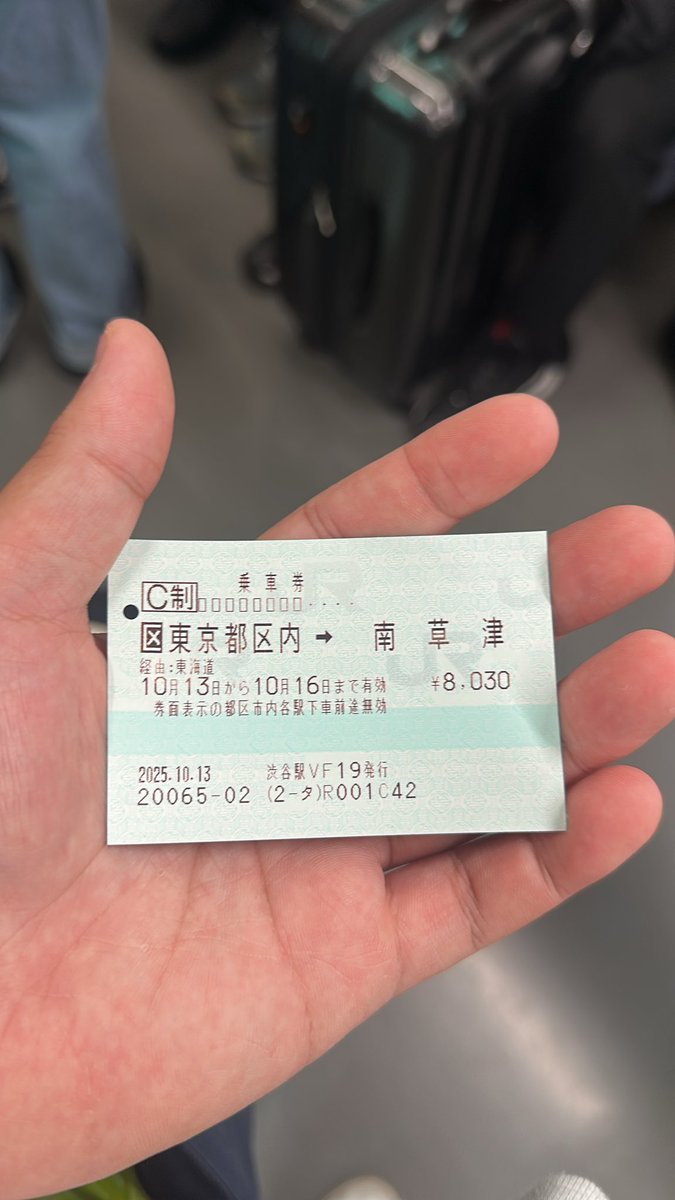 乗車券
C制 □□□□□□□□・・・・
区 東京都区内 → 南草津
経由:東海道
10月13日から10月16日まで有効 ¥8,030
券面表示の都区市内各駅下車前途無効
2025.10.13 渋谷駅VF19発行
20065-02 (2-タ)R001C42